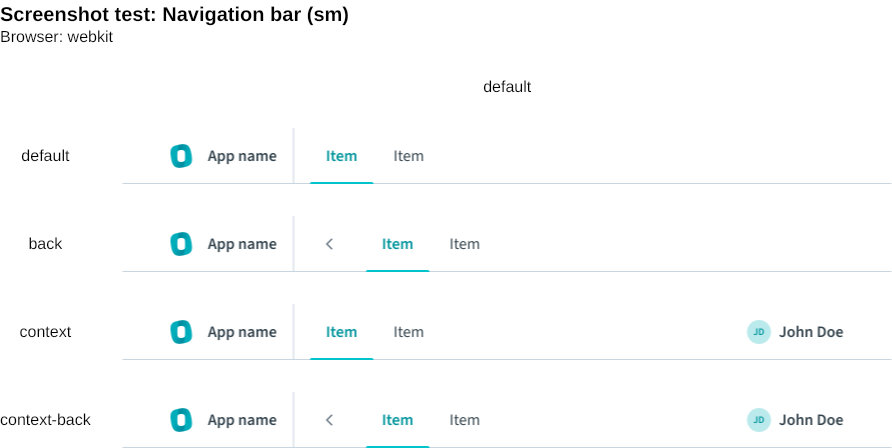 Screenshot test: Navigation bar (sm)
Browser: webkit
default
default App name Item Item
back App name Item Item
context App name Item Item JD John Doe
context-back App name Item Item JD John Doe